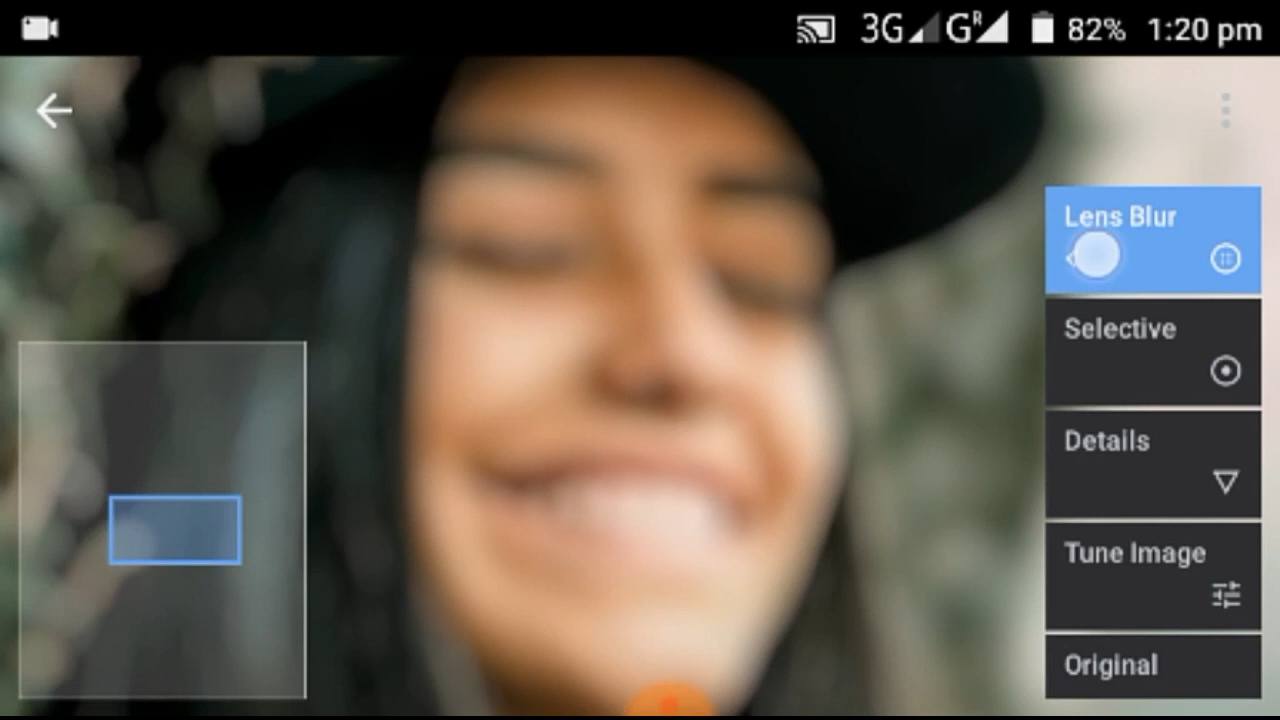 3G G R 82% 1:20 pm
Lens Blur
Selective
Details
Tune Image
Original